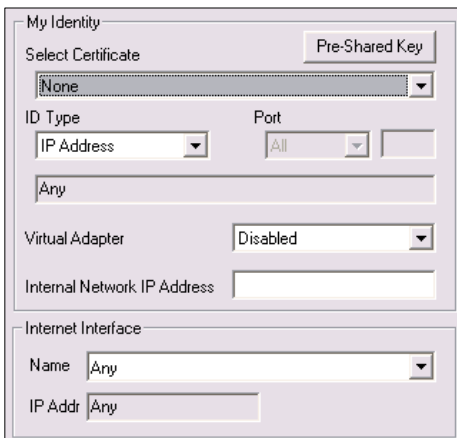 My Identity
Select Certificate
Pre-Shared Key
None
ID Type
Port
IP Address
All
Any
Virtual Adapter
Disabled
Internal Network IP Address
Internet Interface
Name
Any
IP Addr
Any